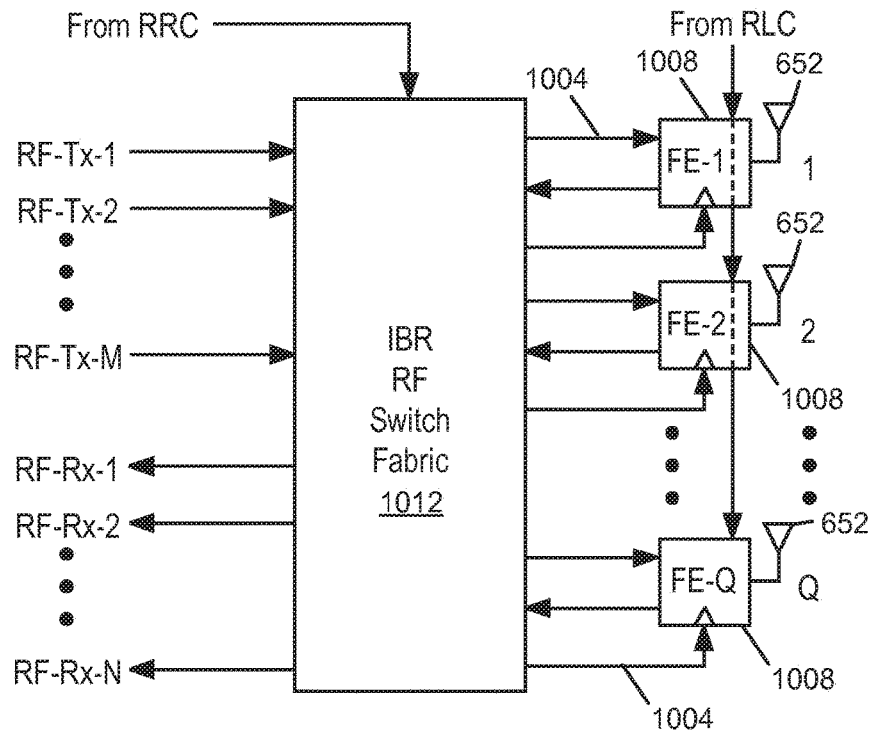 From RRC
From RLC
1008
652
1004
RF-Tx-1
FE-1
1
RF-Tx-2
652
FE-2
2
RF-Tx-M
IBR
RF
Switch
Fabric
1012
1008
RF-Rx-1
RF-Rx-2
652
FE-Q
Q
RF-Rx-N
1008
1004